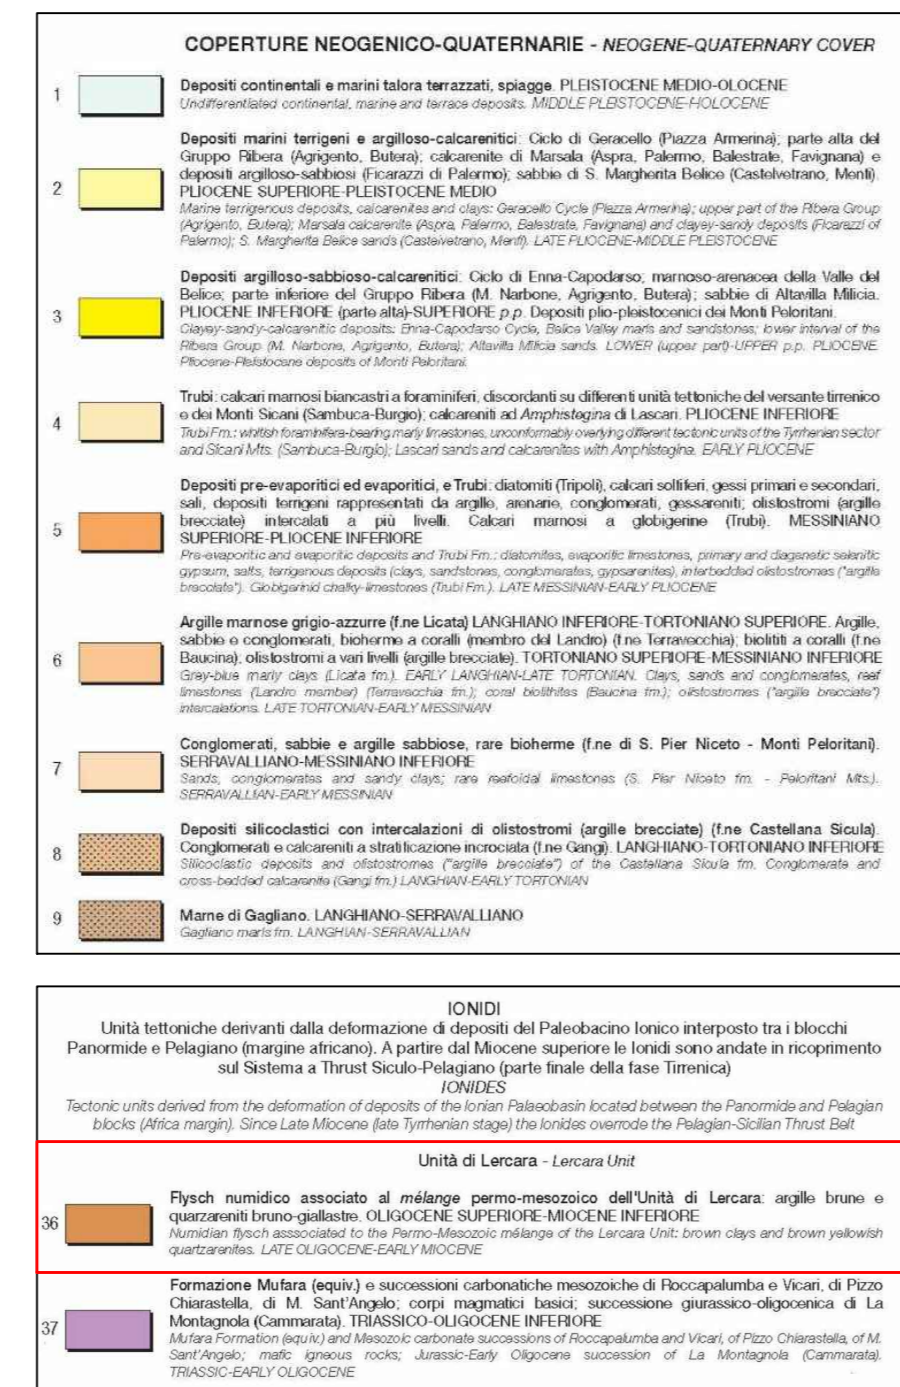 COPERTURE NEOGENICO-QUATERNARIE - NEOGENE-QUATERNARY COVER
1
Depositi continentali e marini talora terrazzati, spiagge. PLEISTOCENE MEDIO-OLOCENE
Undifferentiated continental, marine and terrace deposits. MIDDLE PLEISTOCENE-HOLOCENE
2
Depositi marini terrigeni e argilloso-calcarenitici: Ciclo di Geracello (Piazza Armerina); parte alta del
Gruppo Ribera (Agrigento, Butera); calcarenite di Marsala (Aspra, Palermo, Balestrate, Favignana) e
depositi argilloso-sabbiosi (Ficarazzi di Palermo); sabbie di S. Margherita Belice (Castelvetrano, Menfi).
PLIOCENE SUPERIORE-PLEISTOCENE MEDIO
Marine terrigenous deposits, calcarenites and clays: Geracello Cycle (Piazza Armerina); upper part of the Ribera Group
(Agrigento, Butera); Marsala calcarenite (Aspra, Palermo, Balestrate, Favignana) and clayey-sandy deposits (Ficarazzi of
Palermo); S. Margherita Belice sands (Castelvetrano, Menfi). LATE PLIOCENE-MIDDLE PLEISTOCENE
3
Depositi argilloso-sabbioso-calcarenitici: Ciclo di Enna-Capodarso; marnoso-arenacea della Valle del
Belice; parte inferiore del Gruppo Ribera (M. Narbone, Agrigento, Butera); sabbie di Altavilla Milicia.
PLIOCENE INFERIORE (parte alta)-SUPERIORE p.p. Depositi plio-pleistocenici dei Monti Peloritani.
Clayey-sandy-calcarenitic deposits: Enna-Capodarso Cycle, Belice Valley marls and sandstones; lower interval of the
Ribera Group (M. Narbone, Agrigento, Butera); Altavilla Milicia sands. LOWER (upper part)-UPPER p.p. PLIOCENE.
Pliocene-Pleistocene deposits of Monti Peloritani.
4
Trubi: calcari marnosi biancastri a foraminiferi, discordanti su differenti unità tettoniche del versante tirrenico
e dei Monti Sicani (Sambuca-Burgio); calcareniti ad Amphistegina di Lascari. PLIOCENE INFERIORE
Trubi Fm.: whitish foraminifera-bearing marly limestones, unconformably overlying different tectonic units of the Tyrrhenian sector
and Sicani Mts. (Sambuca-Burgio); Lascari sands and calcarenites with Amphistegina. EARLY PLIOCENE
5
Depositi pre-evaporitici ed evaporitici, e Trubi: diatomiti (Tripoli), calcari solfiferi, gessi primari e secondari,
sali, depositi terrigeni rappresentati da argille, arenarie, conglomerati, gessareniti; olistostromi (argille
brecciate) intercalati a più livelli. Calcari marnosi a globigerine (Trubi). MESSINIANO
SUPERIORE-PLIOCENE INFERIORE
Pre-evaporitic and evaporitic deposits and Trubi Fm.: diatomites, evaporitic limestones, primary and diagenetic selenitic
gypsum, salts, terrigenous deposits (clays, sandstones, conglomerates, gypsarenites), interbedded olistostromes ("argille
brecciate"). Globigerinid chalky-limestones (Trubi Fm.). LATE MESSINIAN-EARLY PLIOCENE
6
Argille marnose grigio-azzurre (f.ne Licata) LANGHIANO INFERIORE-TORTONIANO SUPERIORE. Argille,
sabbie e conglomerati, bioherme a coralli (membro del Landro) (f.ne Terravecchia); biolititi a coralli (f.ne
Baucina); olistostromi a vari livelli (argille brecciate). TORTONIANO SUPERIORE-MESSINIANO INFERIORE
Grey-blue marly clays (Licata fm.). EARLY LANGHIAN-LATE TORTONIAN. Clays, sands and conglomerates, reef
limestones (Landro member) (Terravecchia fm.); coral biolithites (Baucina fm.); olistostromes ("argille brecciate")
intercalations. LATE TORTONIAN-EARLY MESSINIAN
7
Conglomerati, sabbie e argille sabbiose, rare bioherme (f.ne di S. Pier Niceto - Monti Peloritani).
SERRAVALLIANO-MESSINIANO INFERIORE
Sands, conglomerates and sandy clays; rare reefoidal limestones (S. Pier Niceto fm. - Peloritani Mts.).
SERRAVALLIAN-EARLY MESSINIAN
8
Depositi silicoclastici con intercalazioni di olistostromi (argille brecciate) (f.ne Castellana Sicula).
Conglomerati e calcareniti a stratificazione incrociata (f.ne Gangi). LANGHIANO-TORTONIANO INFERIORE
Silicoclastic deposits and olistostromes ("argille brecciate") of the Castellana Sicula fm. Conglomerate and
cross-bedded calcarenite (Gangi fm.) LANGHIAN-EARLY TORTONIAN
9
Marne di Gagliano. LANGHIANO-SERRAVALLIANO
Gagliano marls fm. LANGHIAN-SERRAVALLIAN
IONIDI
Unità tettoniche derivanti dalla deformazione di depositi del Paleobacino Ionico interposto tra i blocchi
Panormide e Pelagiano (margine africano). A partire dal Miocene superiore le Ionidi sono andate in ricoprimento
sul Sistema a Thrust Siculo-Pelagiano (parte finale della fase Tirrenica)
IONIDES
Tectonic units derived from the deformation of deposits of the Ionian Palaeobasin located between the Panormide and Pelagian
blocks (Africa margin). Since Late Miocene (late Tyrrhenian stage) the Ionides overrode the Pelagian-Sicilian Thrust Belt
Unità di Lercara - Lercara Unit
36
Flysch numidico associato al mélange permo-mesozoico dell'Unità di Lercara: argille brune e
quarzareniti bruno-giallastre. OLIGOCENE SUPERIORE-MIOCENE INFERIORE
Numidian flysch asssociated to the Permo-Mesozoic mélange of the Lercara Unit: brown clays and brown yellowish
quartzarenites. LATE OLIGOCENE-EARLY MIOCENE
37
Formazione Mufara (equiv.) e successioni carbonatiche mesozoiche di Roccapalumba e Vicari, di Pizzo
Chiarastella, di M. Sant'Angelo; corpi magmatici basici; successione giurassico-oligocenica di La
Montagnola (Cammarata). TRIASSICO-OLIGOCENE INFERIORE
Mufara Formation (equiv.) and Mesozoic carbonate successions of Roccapalumba and Vicari, of Pizzo Chiarastella, of M.
Sant'Angelo; mafic igneous rocks; Jurassic-Early Oligocene succession of La Montagnola (Cammarata).
TRIASSIC-EARLY OLIGOCENE